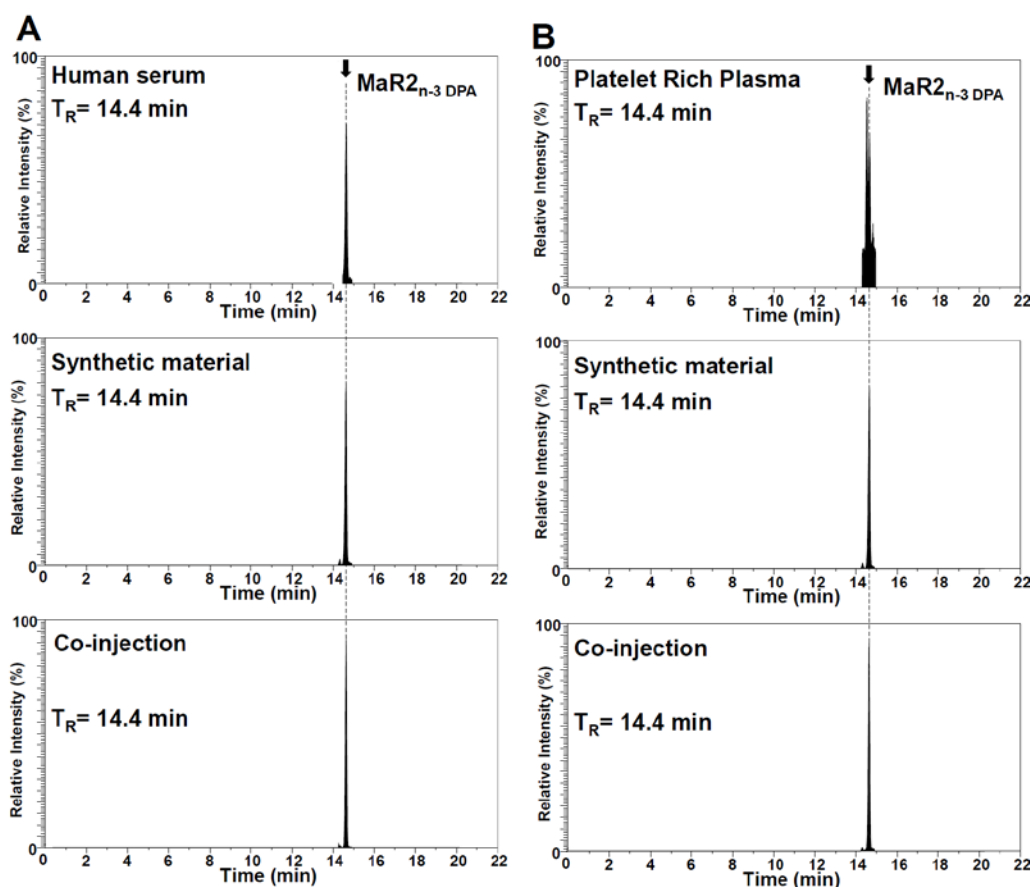 A
100
Human serum
MaR2n-3 DPA
TR= 14.4 min
Relative Intensity (%)
0
0 2 4 6 8 10 12 14 16 18 20 22
Time (min)
100
Synthetic material
TR= 14.4 min
Relative Intensity (%)
0
0 2 4 6 8 10 12 14 16 18 20 22
Time (min)
100
Co-injection
TR= 14.4 min
Relative Intensity (%)
0
0 2 4 6 8 10 12 14 16 18 20 22
Time (min)
B
100
Platelet Rich Plasma
MaR2n-3 DPA
TR= 14.4 min
Relative Intensity (%)
0
0 2 4 6 8 10 12 14 16 18 20 22
Time (min)
100
Synthetic material
TR= 14.4 min
Relative Intensity (%)
0
0 2 4 6 8 10 12 14 16 18 20 22
Time (min)
100
Co-injection
TR= 14.4 min
Relative Intensity (%)
0
0 2 4 6 8 10 12 14 16 18 20 22
Time (min)